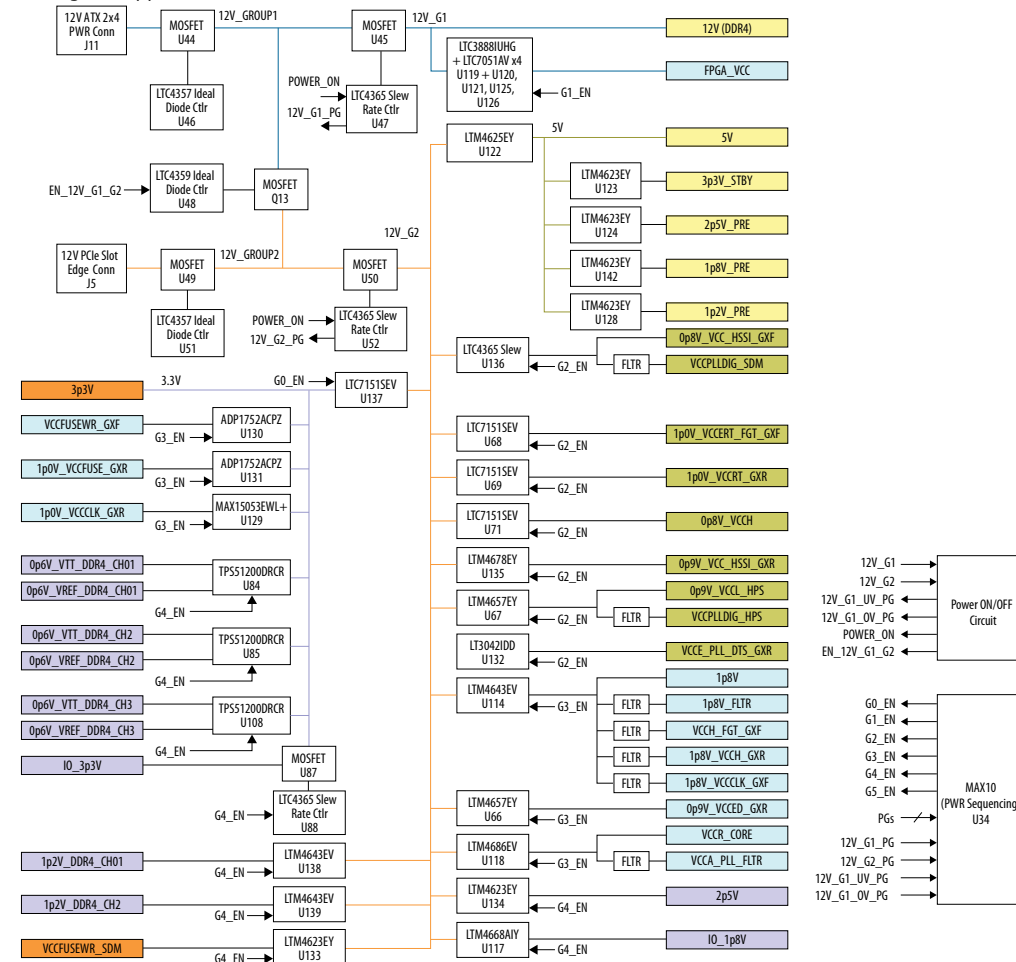 12V ATX 2x4
PWR Conn
J11
MOSFET
U44
12V_GROUP1
MOSFET
U45
12V_G1
12V (DDR4)
LTC3888IUHG
+ LTC7051AV x4
U119 + U120,
U121, U125,
U126
FPGA_VCC
G1_EN
LTC4357 Ideal
Diode Ctlr
U46
POWER_ON
12V_G1_PG
LTC4365 Slew
Rate Ctlr
U47
LTM4625EY
U122
5V
5V
EN_12V_G1_G2
LTC4359 Ideal
Diode Ctlr
U48
MOSFET
Q13
LTM4623EY
U123
3p3V_STBY
LTM4623EY
U124
2p5V_PRE
12V_G2
12V PCIe Slot
Edge Conn
J5
MOSFET
U49
12V_GROUP2
MOSFET
U50
LTM4623EY
U142
1p8V_PRE
LTM4623EY
U128
1p2V_PRE
LTC4357 Ideal
Diode Ctlr
U51
POWER_ON
12V_G2_PG
LTC4365 Slew
Rate Ctlr
U52
LTC4365 Slew
U136
G2_EN
0p8V_VCC_HSSI_GXF
FLTR
VCCPLLDIG_SDM
3p3V
3.3V
G0_EN
LTC7151SEV
U137
VCCFUSEWR_GXF
G3_EN
ADP1752ACPZ
U130
LTC7151SEV
U68
G2_EN
1p0V_VCCERT_FGT_GXF
1p0V_VCCFUSE_GXR
G3_EN
ADP1752ACPZ
U131
LTC7151SEV
U69
G2_EN
1p0V_VCCRT_GXR
1p0V_VCCCLK_GXR
G3_EN
MAX15053EWL+
U129
LTC7151SEV
U71
G2_EN
0p8V_VCCH
0p6V_VTT_DDR4_CH01
0p6V_VREF_DDR4_CH01
G4_EN
TPS51200DRCR
U84
LTM4678EY
U135
G2_EN
0p9V_VCC_HSSI_GXR
LTM4657EY
U67
G2_EN
0p9V_VCCL_HPS
FLTR
VCCPLLDIG_HPS
0p6V_VTT_DDR4_CH2
0p6V_VREF_DDR4_CH2
G4_EN
TPS51200DRCR
U85
LT3042IDD
U132
G2_EN
VCCE_PLL_DTS_GXR
LTM4643EV
U114
G3_EN
1p8V
FLTR
1p8V_FLTR
FLTR
VCCH_FGT_GXF
FLTR
1p8V_VCCH_GXR
FLTR
1p8V_VCCCLK_GXF
0p6V_VTT_DDR4_CH3
0p6V_VREF_DDR4_CH3
G4_EN
TPS51200DRCR
U108
IO_3p3V
MOSFET
U87
G4_EN
LTC4365 Slew
Rate Ctlr
U88
LTM4657EY
U66
G3_EN
0p9V_VCCED_GXR
LTM4686EV
U118
G3_EN
VCCR_CORE
FLTR
VCCA_PLL_FLTR
1p2V_DDR4_CH01
G4_EN
LTM4643EV
U138
LTM4623EY
U134
G4_EN
2p5V
1p2V_DDR4_CH2
G4_EN
LTM4643EV
U139
LTM4668AIY
U117
G4_EN
IO_1p8V
VCCFUSEWR_SDM
G4_EN
LTM4623EY
U133
12V_G1
12V_G2
12V_G1_UV_PG
12V_G1_OV_PG
POWER_ON
EN_12V_G1_G2
Power ON/OFF
Circuit
G0_EN
G1_EN
G2_EN
G3_EN
G4_EN
G5_EN
PGs
12V_G1_PG
12V_G2_PG
12V_G1_UV_PG
12V_G1_OV_PG
MAX10
(PWR Sequencing
U34